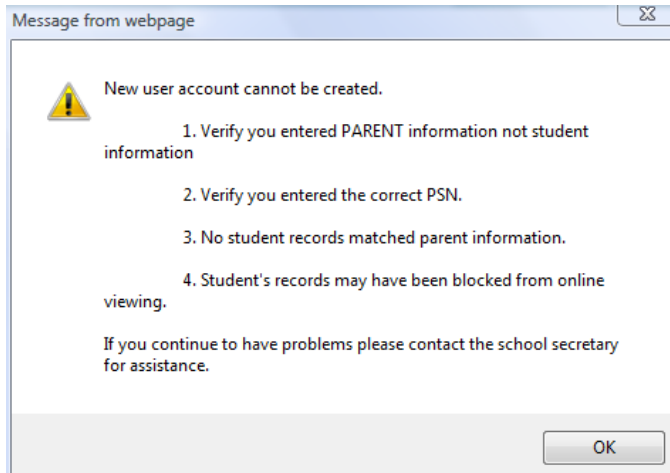 Message from webpage
New user account cannot be created.
1. Verify you entered PARENT information not student
information
2. Verify you entered the correct PSN.
3. No student records matched parent information.
4. Student's records may have been blocked from online
viewing.
If you continue to have problems please contact the school secretary
for assistance.
OK